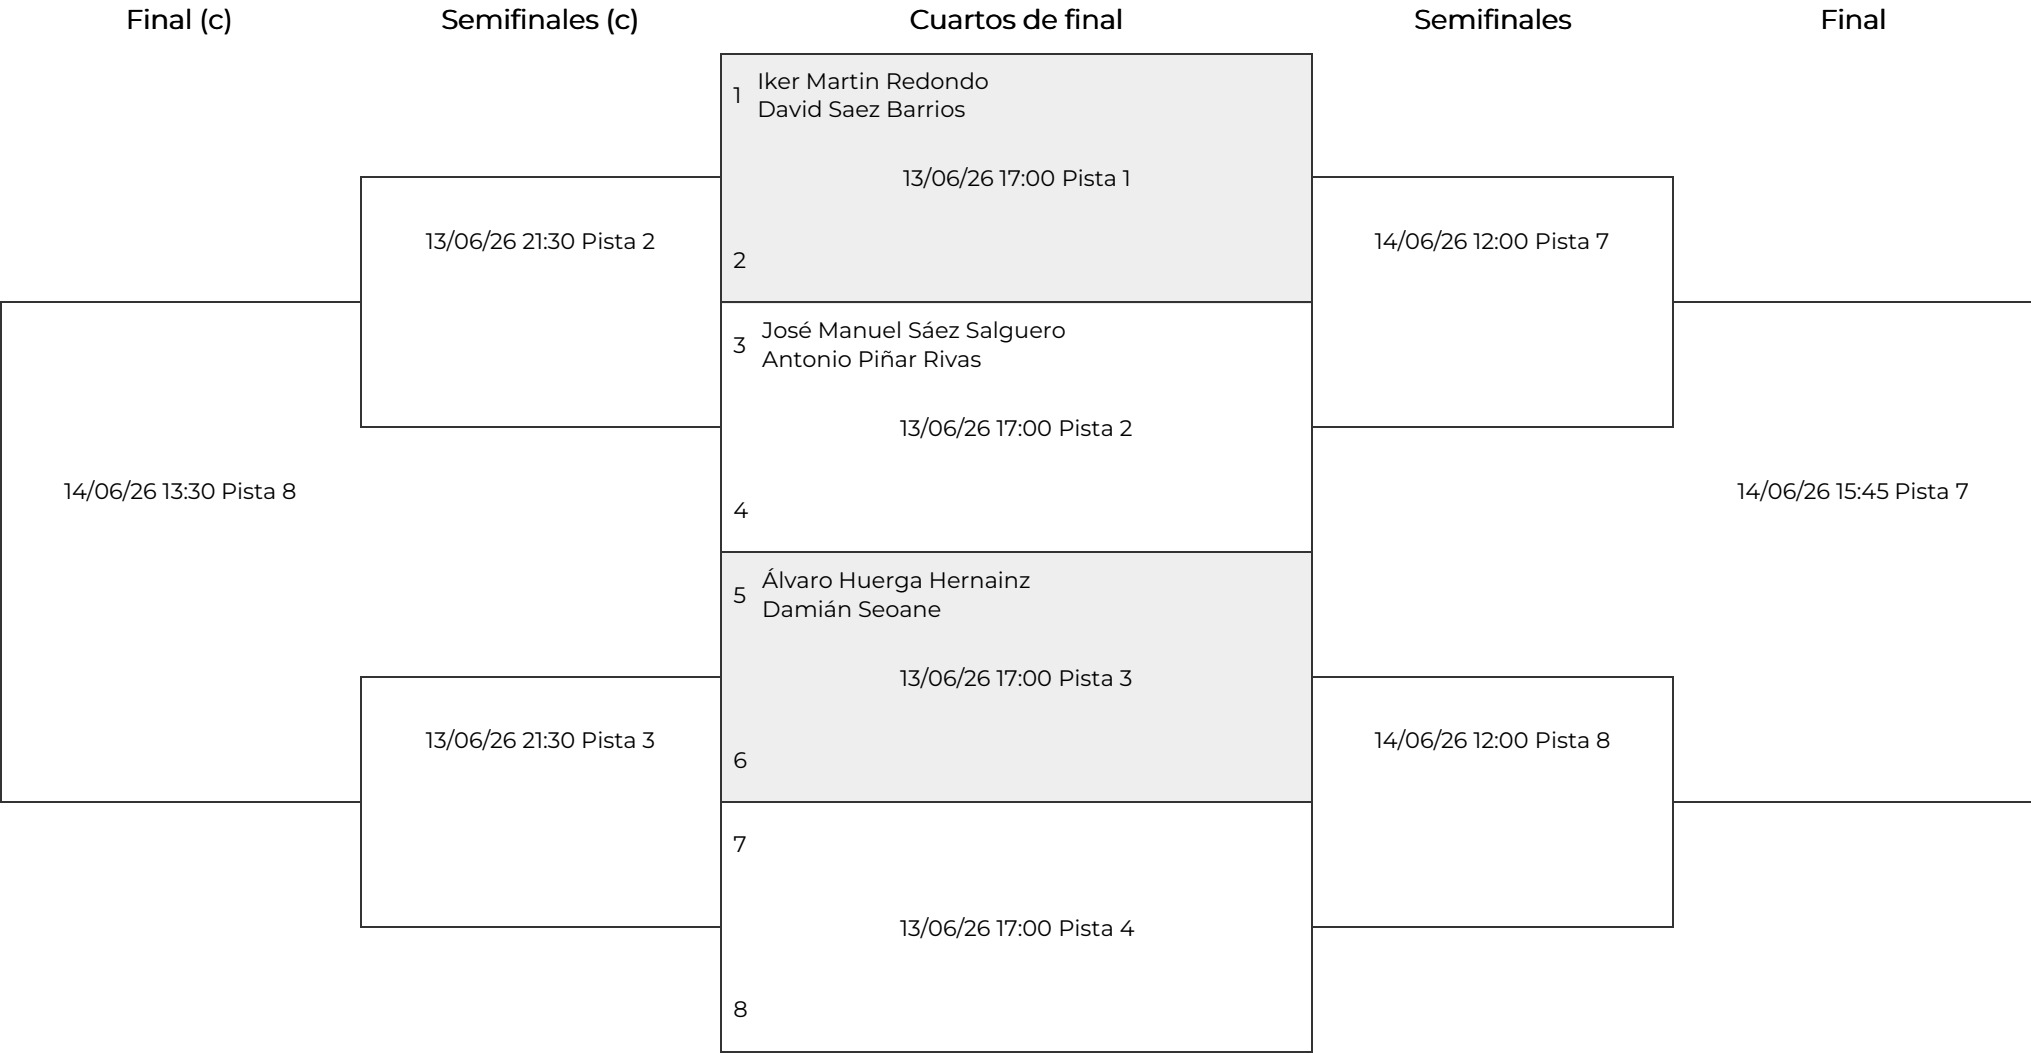 Final (c)
Semifinales (c)
Cuartos de final
Semifinales
Final
1
Iker Martin Redondo
David Saez Barrios
13/06/26 17:00 Pista 1
2
13/06/26 21:30 Pista 2
14/06/26 12:00 Pista 7
3
José Manuel Sáez Salguero
Antonio Piñar Rivas
13/06/26 17:00 Pista 2
4
14/06/26 13:30 Pista 8
14/06/26 15:45 Pista 7
5
Álvaro Huerga Hernainz
Damián Seoane
13/06/26 17:00 Pista 3
6
13/06/26 21:30 Pista 3
14/06/26 12:00 Pista 8
7
13/06/26 17:00 Pista 4
8